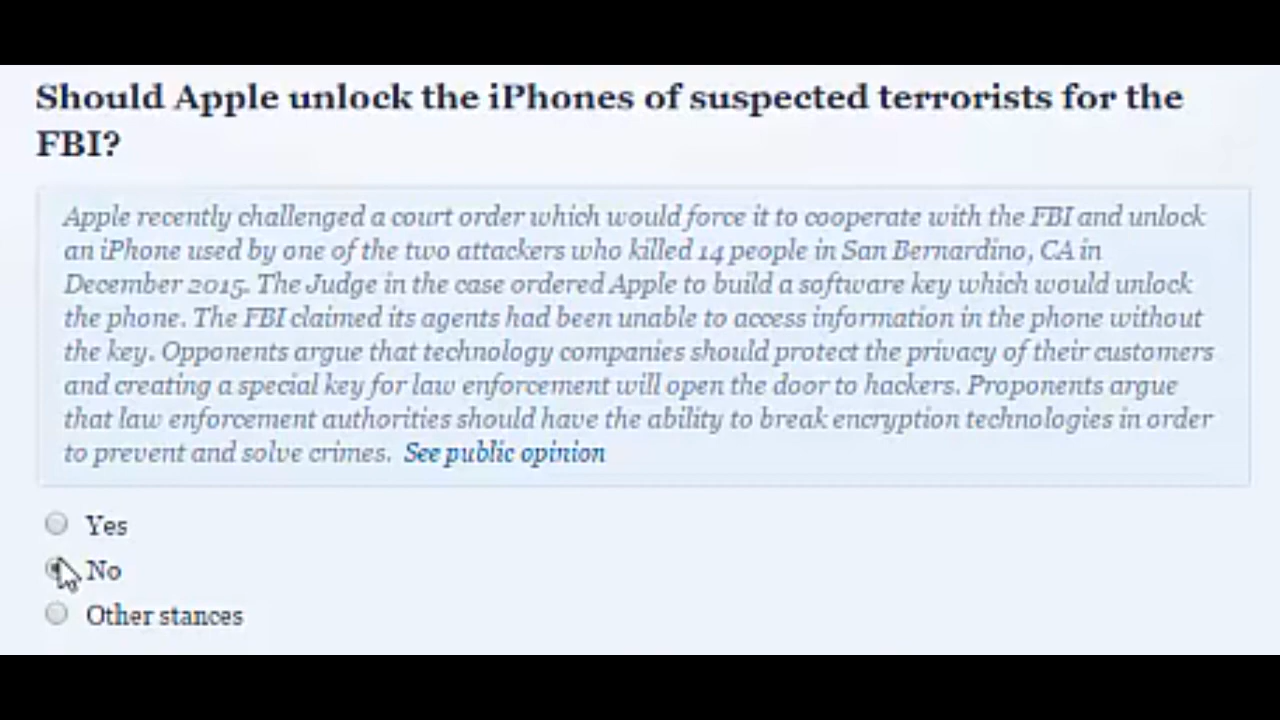 Should Apple unlock the iPhones of suspected terrorists for the
FBI?
Apple recently challenged a court order which would force it to cooperate with the FBI and unlock
an iPhone used by one of the two attackers who killed 14 people in San Bernardino, CA in
December 2015. The Judge in the case ordered Apple to build a software key which would unlock
the phone. The FBI claimed its agents had been unable to access information in the phone without
the key. Opponents argue that technology companies should protect the privacy of their customers
and creating a special key for law enforcement will open the door to hackers. Proponents argue
that law enforcement authorities should have the ability to break encryption technologies in order
to prevent and solve crimes. See public opinion
Yes
No
Other stances